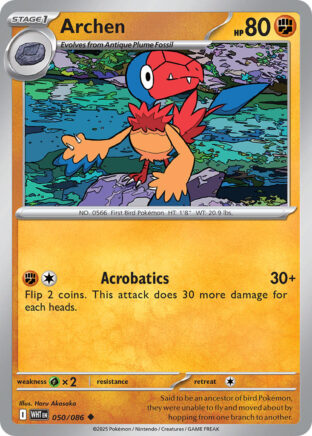 STAGE 1
Archen
HP 80
Evolves from Antique Plume Fossil
NO. 0566 First Bird Pokémon HT: 1'8" WT: 20.9 lbs.
Acrobatics 30+
Flip 2 coins. This attack does 30 more damage for
each heads.
weakness ×2 resistance retreat
Illus. Haru Akasaka
I WHT EN 050/086
Said to be an ancestor of bird Pokémon,
they were unable to fly and moved about by
hopping from one branch to another.
©2025 Pokémon / Nintendo / Creatures / GAME FREAK